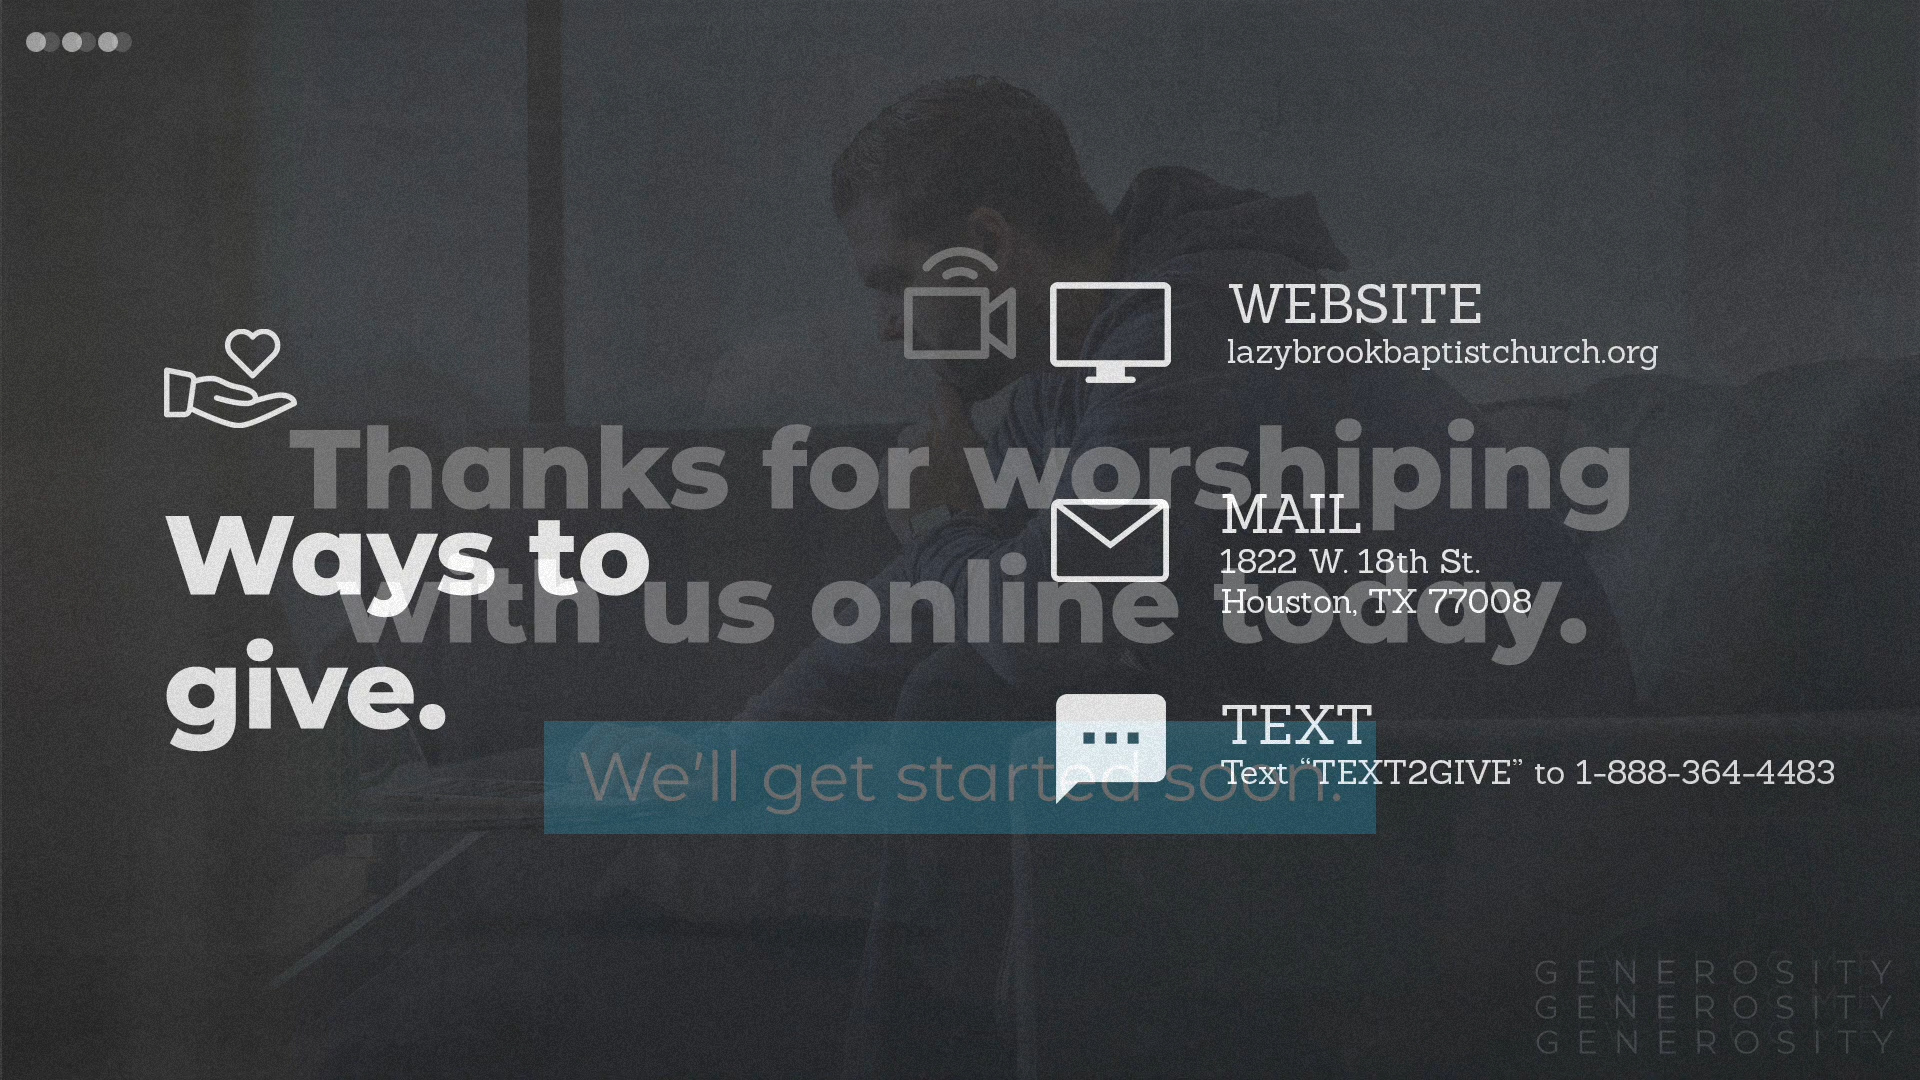 Ways to
give.
WEBSITE
lazybrookbaptistchurch.org
MAIL
1822 W. 18th St.
Houston, TX 77008
TEXT
Text “TEXT2GIVE” to 1-888-364-4483
Thanks for worshiping
with us online today.
We'll get started soon.
GENEROSITY
GENEROSITY
GENEROSITY